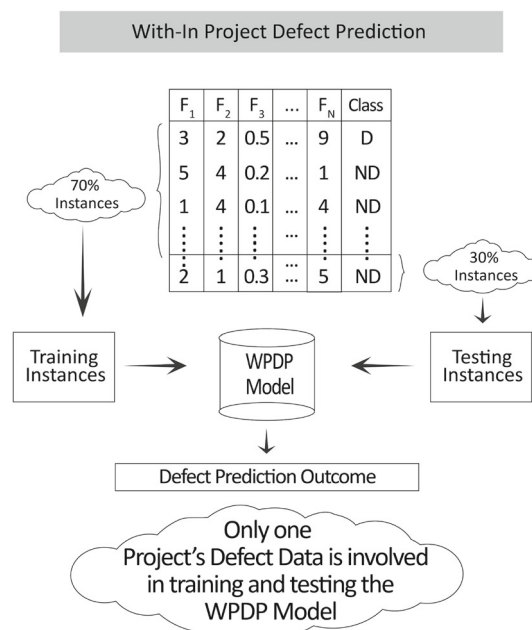 With-In Project Defect Prediction
F1 F2 F3 ... FN Class
3 2 0.5 ... 9 D
5 4 0.2 ... 1 ND
1 4 0.1 ... 4 ND
...
...
2 1 0.3 ... 5 ND
70%
Instances
30%
Instances
Training
Instances
WPDP
Model
Testing
Instances
Defect Prediction Outcome
Only one
Project's Defect Data is involved
in training and testing the
WPDP Model